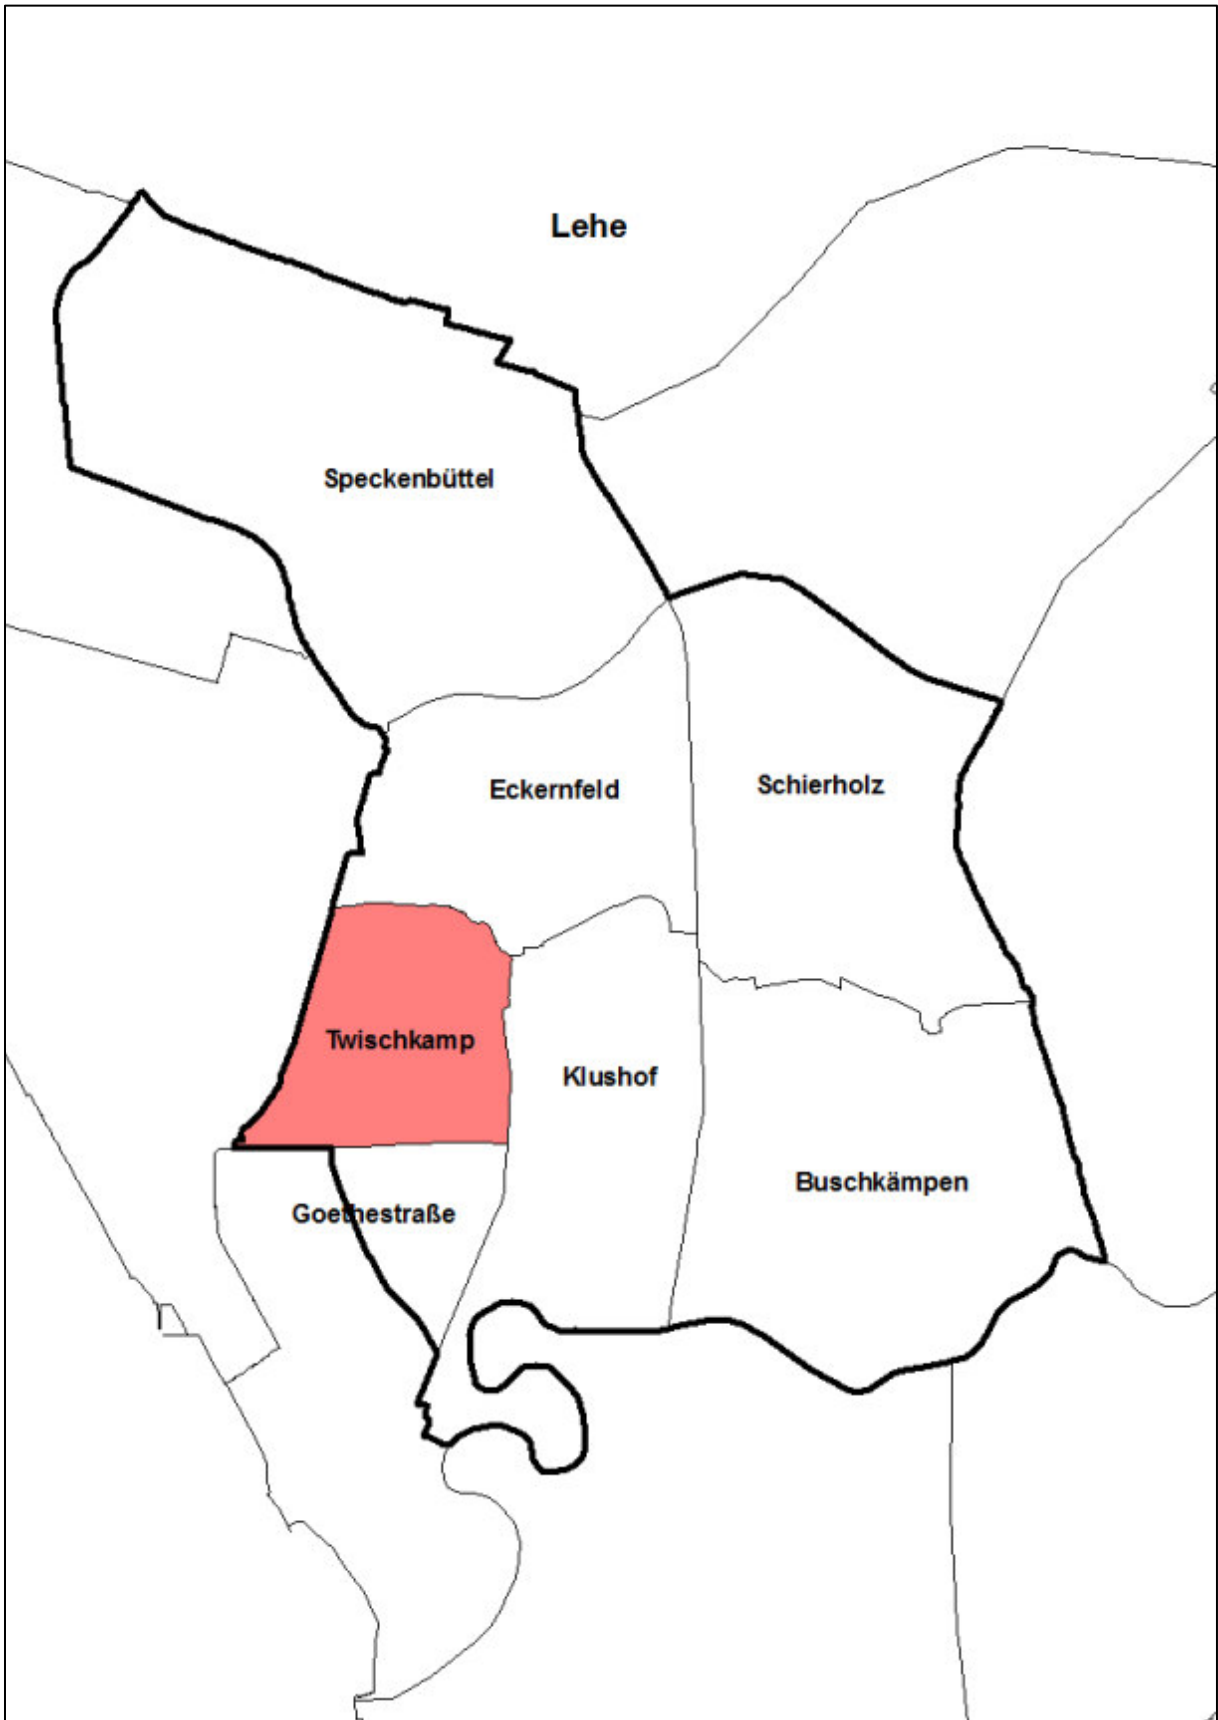 Lehe
Speckenbüttel
Eckernfeld
Schierholz
Twischkamp
Klushof
Buschkämpen
Goethestraße